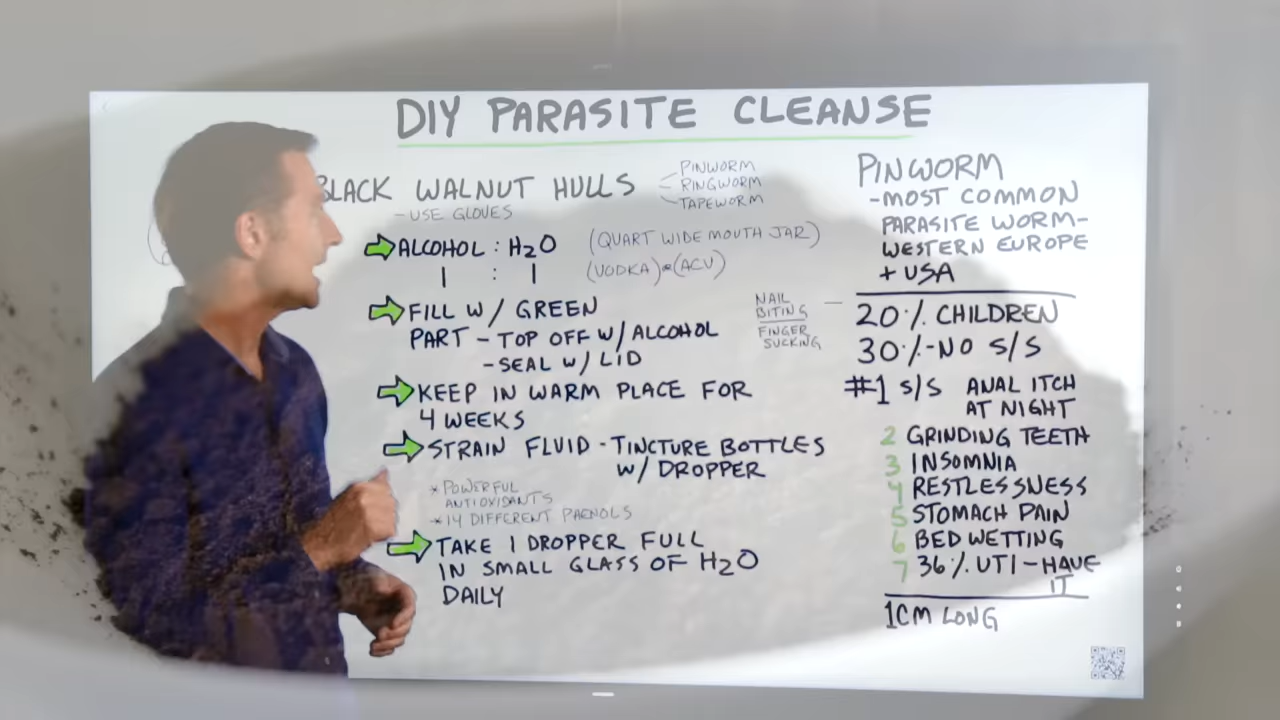 DIY PARASITE CLEANSE
BLACK WALNUT HULLS
PINWORM
RINGWORM
TAPEWORM
- USE GLOVES
ALCOHOL : H2O
1 : 1
(QUART WIDE MOUTH JAR)
(VODKA) (ACV)
FILL W/ GREEN
PART - TOP OFF W/ ALCOHOL
- SEAL W/ LID
KEEP IN WARM PLACE FOR
4 WEEKS
STRAIN FLUID - TINCTURE BOTTLES
W/ DROPPER
* POWERFUL
ANTIOXIDANTS
* 14 DIFFERENT PHENOLS
TAKE 1 DROPPER FULL
IN SMALL GLASS OF H2O
DAILY
PINWORM
- MOST COMMON
PARASITE WORM -
WESTERN EUROPE
+ USA
NAIL
BITING
FINGER
SUCKING
20% CHILDREN
30% - NO S/S
#1 S/S ANAL ITCH
AT NIGHT
2 GRINDING TEETH
3 INSOMNIA
4 RESTLESSNESS
5 STOMACH PAIN
6 BED WETTING
7 36% UTI - HAVE
IT
1CM LONG